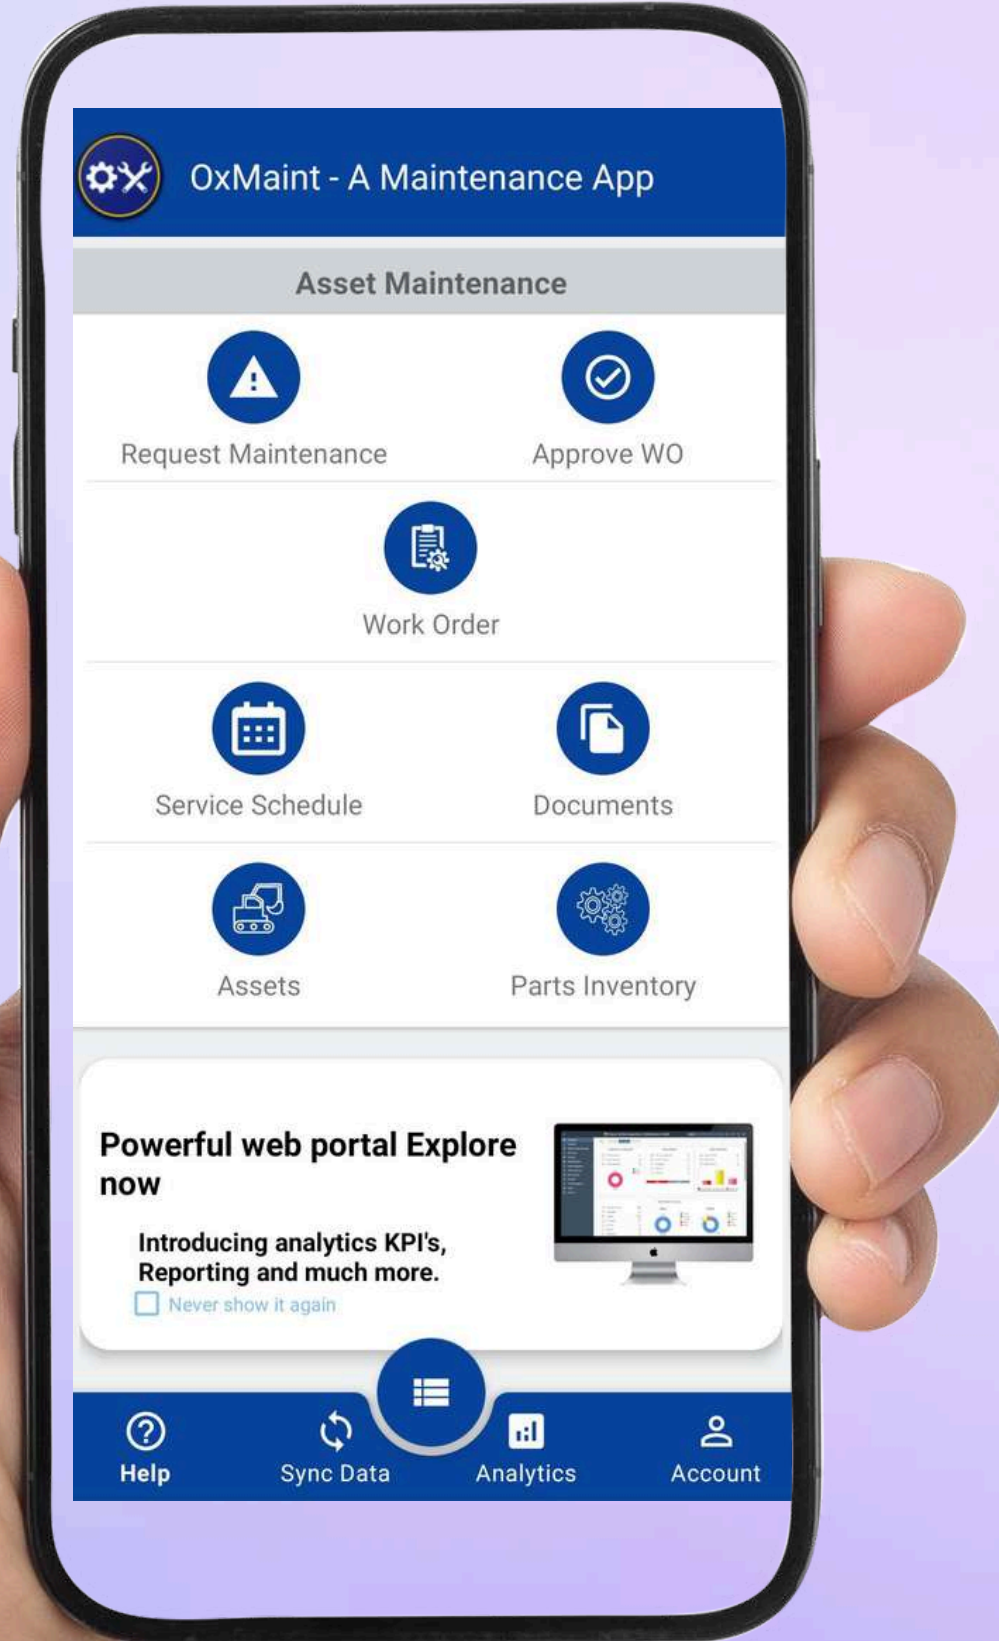 OxMaint - A Maintenance App
Asset Maintenance
Request Maintenance
Approve WO
Work Order
Service Schedule
Documents
Assets
Parts Inventory
Powerful web portal Explore
now
Introducing analytics KPI's,
Reporting and much more.
Never show it again
Help
Sync Data
Analytics
Account